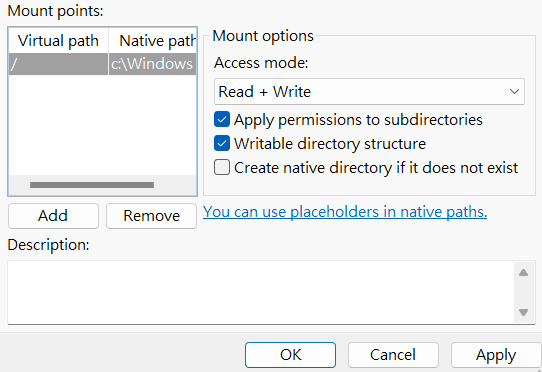 Mount points:
Virtual path Native path
/ c:\Windows
Mount options
Access mode:
Read + Write
Apply permissions to subdirectories
Writable directory structure
Create native directory if it does not exist
Add Remove
You can use placeholders in native paths.
Description:
OK Cancel Apply